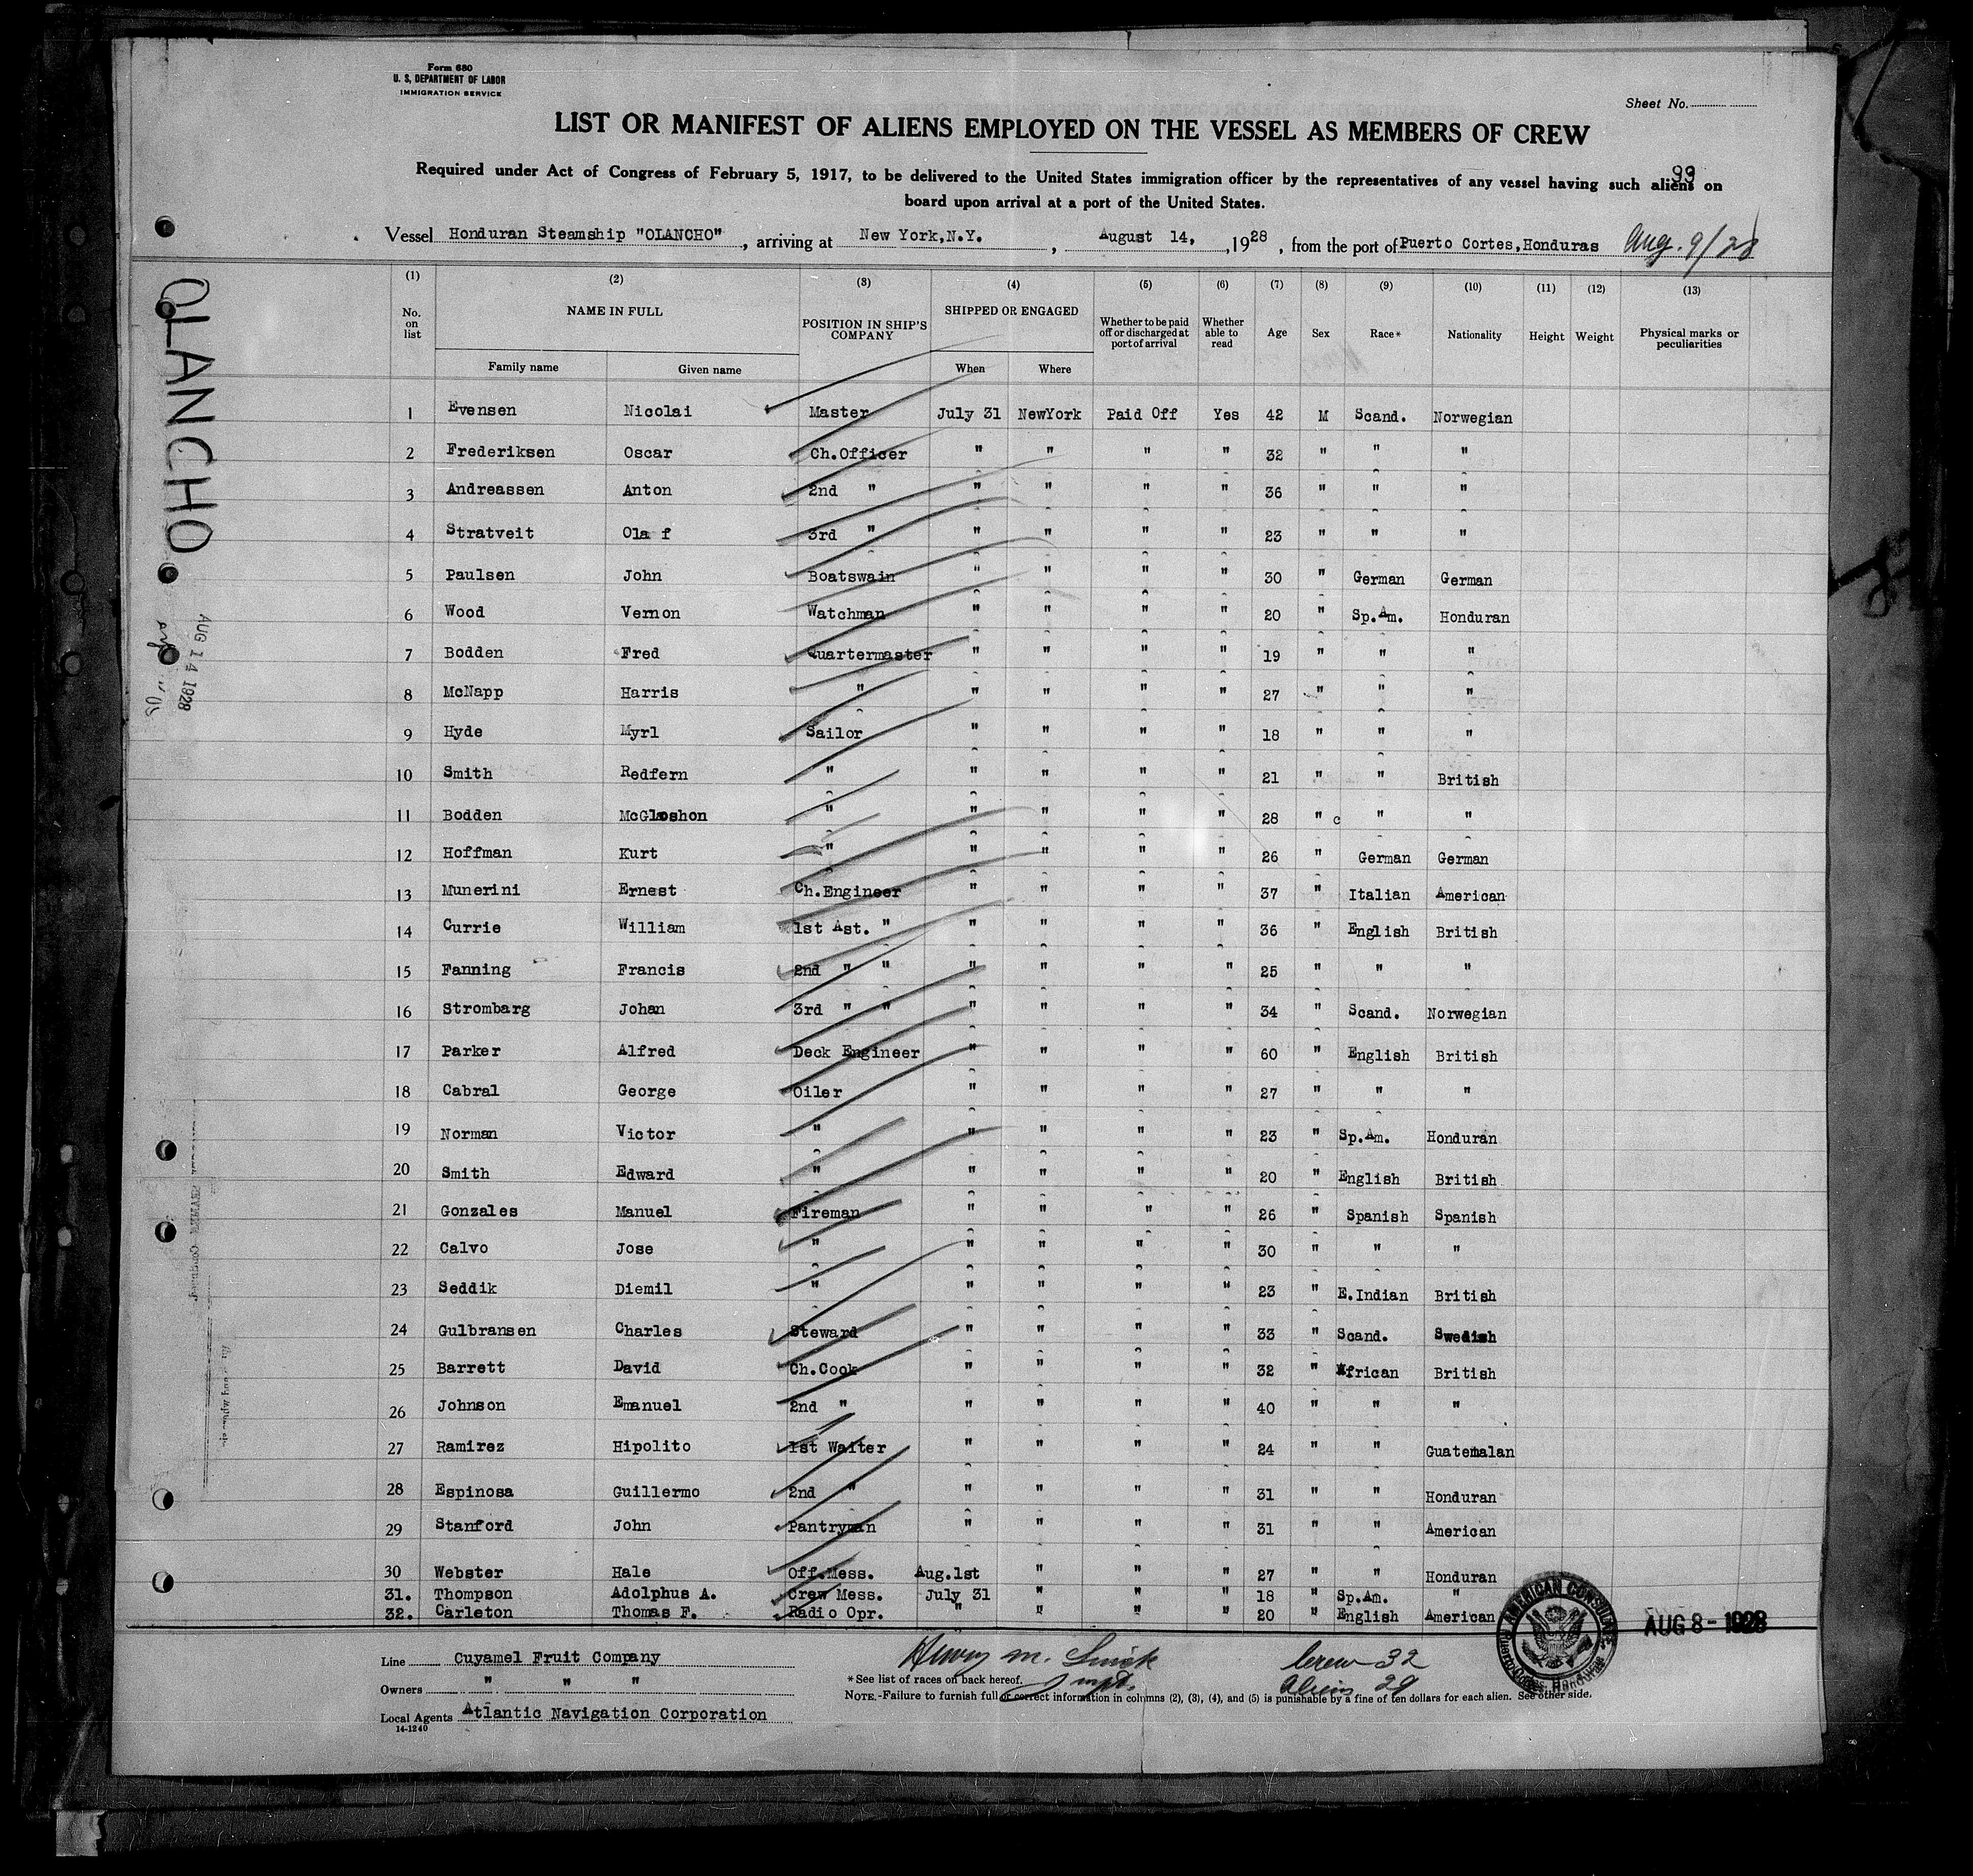 Form 680
U. S. DEPARTMENT OF LABOR
IMMIGRATION SERVICE
Sheet No.
LIST OR MANIFEST OF ALIENS EMPLOYED ON THE VESSEL AS MEMBERS OF CREW
99
Required under Act of Congress of February 5, 1917, to be delivered to the United States immigration officer by the representatives of any vessel having such aliens on
board upon arrival at a port of the United States.
Vessel Honduran Steamship "OLANCHO", arriving at New York,N.Y., August 14, ,1928, from the port of Puerto Cortes,Honduras Aug. 9/28
OLANCHO
AUG 14 1928
(1) (2) (3) (4) (5) (6) (7) (8) (9) (10) (11) (12) (13)
No. on list NAME IN FULL POSITION IN SHIP'S COMPANY SHIPPED OR ENGAGED Whether to be paid off or discharged at port of arrival Whether able to read Age Sex Race* Nationality Height Weight Physical marks or peculiarities
Family name Given name When Where
1 Evensen Nicolai Master July 31 NewYork Paid Off Yes 42 M Scand. Norwegian
2 Frederiksen Oscar Ch.Officer " " " " 32 " " "
3 Andreassen Anton 2nd " " " " " 36 " " "
4 Stratveit Ola f 3rd " " " " " 23 " " "
5 Paulsen John Boatswain " " " " 30 " German German
6 Wood Vernon Watchman " " " " 20 " Sp.Am. Honduran
7 Bodden Fred Quartermaster " " " " 19 " " "
8 McNapp Harris " " " " " 27 " " "
9 Hyde Myrl Sailor " " " " 18 " " "
10 Smith Redfern " " " " " 21 " " British
11 Bodden McGlashon " " " " " 28 " c " "
12 Hoffman Kurt " " " " " 26 " German German
13 Munerini Ernest Ch.Engineer " " " " 37 " Italian American
14 Currie William 1st Ast. " " " " " 36 " English British
15 Fanning Francis 2nd " " " " " " 25 " " "
16 Strombarg Johan 3rd " " " " " " 34 " Scand. Norwegian
17 Parker Alfred Deck Engineer " " " " 60 " English British
18 Cabral George Oiler " " " " 27 " " "
19 Norman Victor " " " " " 23 " Sp.Am. Honduran
20 Smith Edward " " " " " 20 " English British
21 Gonzales Manuel Fireman " " " " 26 " Spanish Spanish
22 Calvo Jose " " " " " 30 " " "
23 Seddik Diemil " " " " " 23 " E.Indian British
24 Gulbransen Charles Steward " " " " 33 " Scand. Swedish
25 Barrett David Ch.Cook " " " " 32 " African British
26 Johnson Emanuel 2nd " " " " " 40 " " "
27 Ramirez Hipolito 1st Waiter " " " " 24 " " Guatemalan
28 Espinosa Guillermo 2nd " " " " " 31 " " Honduran
29 Stanford John Pantryman " " " " 31 " " American
30 Webster Hale Off.Mess. Aug.1st " " " 27 " " Honduran
31. Thompson Adolphus A. Crew Mess. July 31 " " " 18 " Sp.Am. "
32. Carleton Thomas F. Radio Opr. " " " " 20 " English American
AMERICAN CONSULATE
Puerto Cortes, Honduras
AUG 8 - 1928
Line Cuyamel Fruit Company
Owners " " "
Local Agents Atlantic Navigation Corporation
14-1240
Henry M.
Crew 32
Aliens 29
*See list of races on back hereof.
NOTE.-Failure to furnish full or correct information in columns (2), (3), (4), and (5) is punishable by a fine of ten dollars for each alien. See other side.